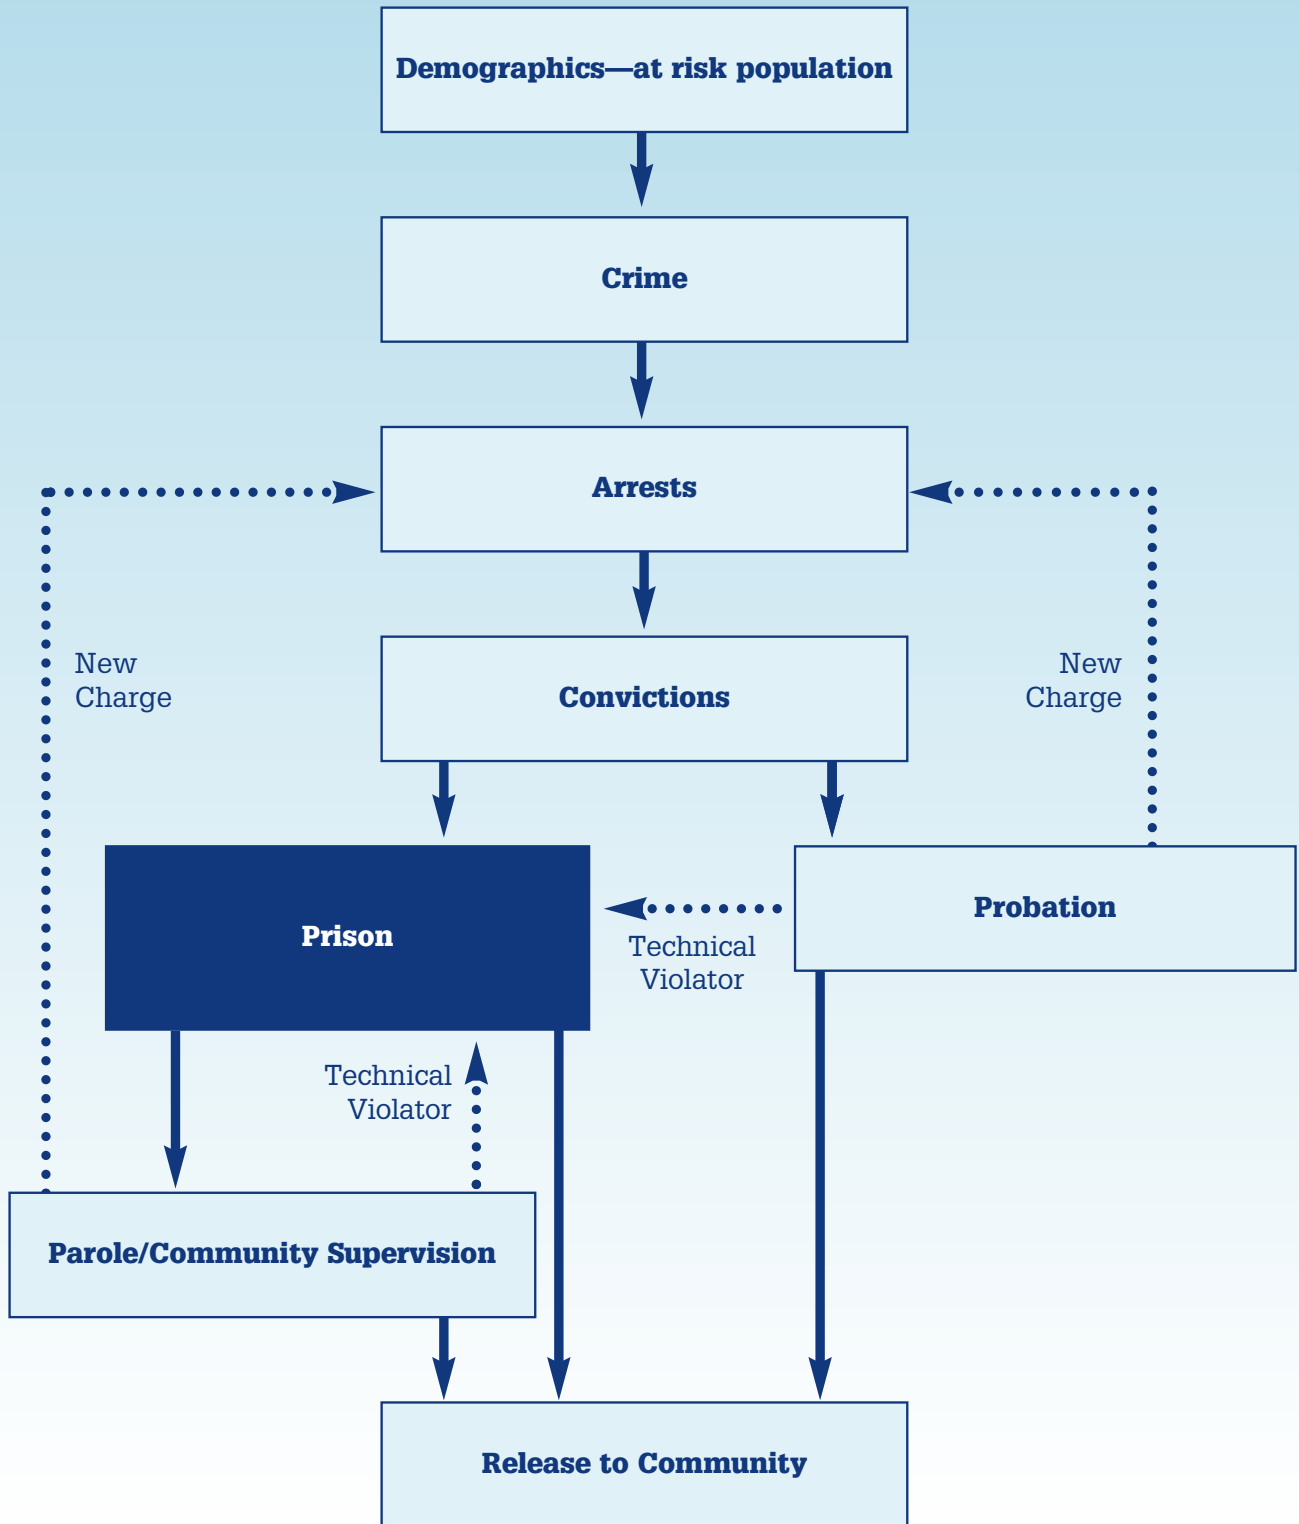 Demographics—at risk population
Crime
Arrests
New
Charge
New
Charge
Convictions
Prison
Probation
Technical
Violator
Technical
Violator
Parole/Community Supervision
Release to Community